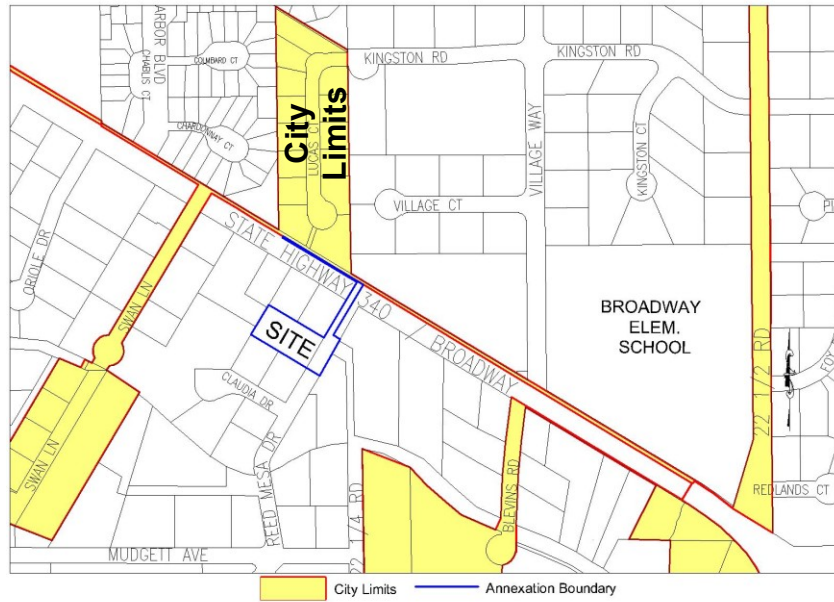 ARBOR BLVD
CHABLIS CT
COLMBARD CT
CHARDONNAY CT
City
Limits
LUCAS CT
KINGSTON RD
KINGSTON RD
VILLAGE WAY
KINGSTON CT
VILLAGE CT
ORIOLE DR
SWAN LN
STATE HIGHWAY 340 / BROADWAY
SITE
BROADWAY
ELEM.
SCHOOL
22 1/2 RD
CLAUDIA DR
SWAN LN
REED MESA DR
22 1/4 RD
BLEVINS RD
REDLANDS CT
MUDGETT AVE
City Limits
Annexation Boundary